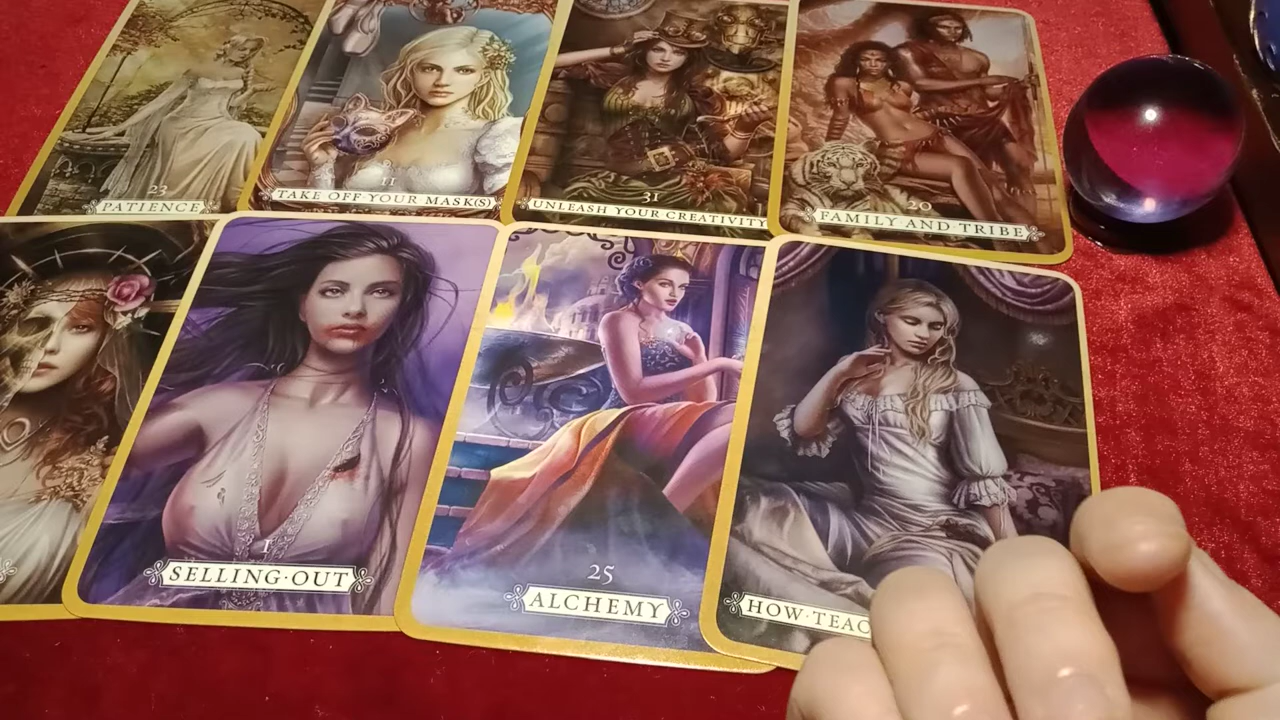 23
PATIENCE
11
TAKE OFF YOUR MASK(S)
31
UNLEASH YOUR CREATIVITY
20
FAMILY AND TRIBE
1
SELLING OUT
25
ALCHEMY
HOW TEAC